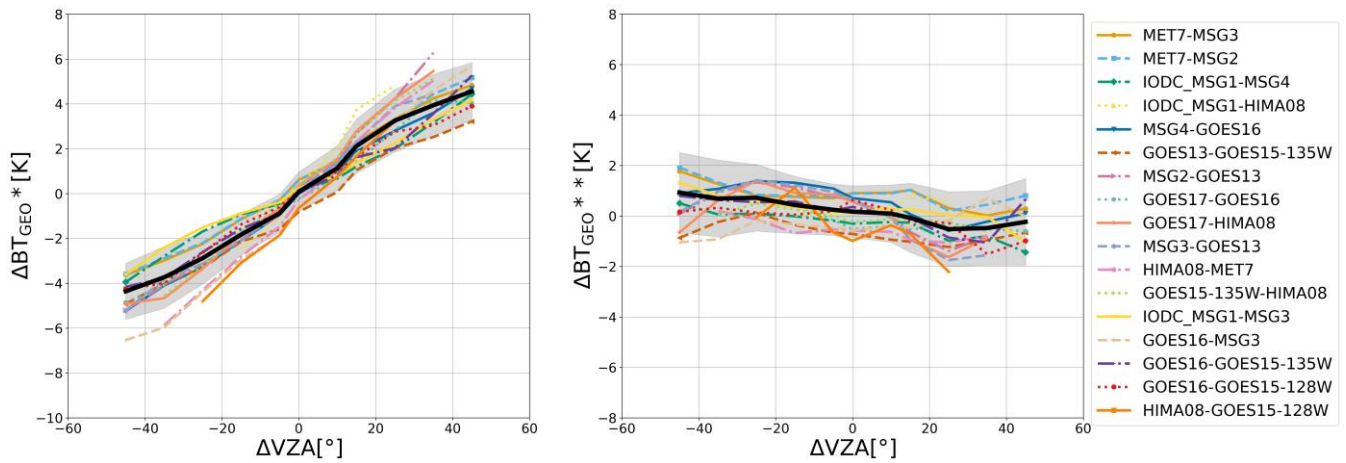 8
6
4
2
0
−2
−4
−6
−8
−10
−60
−40
−20
0
20
40
60
ΔBT_GEO* [K]
ΔVZA[°]
8
6
4
2
0
−2
−4
−6
−8
−60
−40
−20
0
20
40
60
ΔBT_GEO** [K]
ΔVZA[°]
MET7-MSG3
MET7-MSG2
IODC_MSG1-MSG4
IODC_MSG1-HIMA08
MSG4-GOES16
GOES13-GOES15-135W
MSG2-GOES13
GOES17-GOES16
GOES17-HIMA08
MSG3-GOES13
HIMA08-MET7
GOES15-135W-HIMA08
IODC_MSG1-MSG3
GOES16-MSG3
GOES16-GOES15-135W
GOES16-GOES15-128W
HIMA08-GOES15-128W